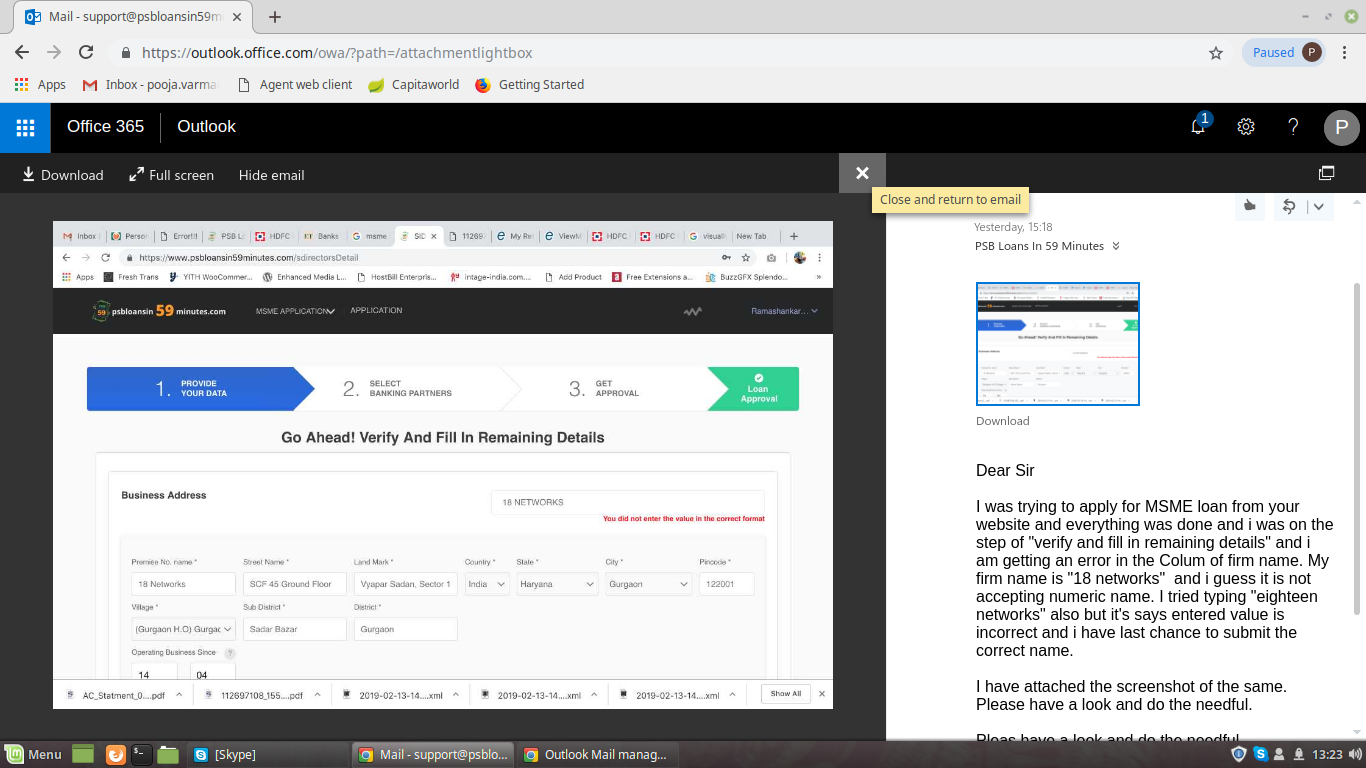 Mail - support@psbloansin59m
https://outlook.office.com/owa/?path=/attachmentlightbox
Paused P
Apps Inbox - pooja.varma Agent web client Capitaworld Getting Started
Office 365 Outlook 1 ? P
Download Full screen Hide email
Close and return to email
Yesterday, 15:18
PSB Loans In 59 Minutes
Download
Dear Sir
I was trying to apply for MSME loan from your
website and everything was done and i was on the
step of "verify and fill in remaining details" and i
am getting an error in the Colum of firm name. My
firm name is "18 networks" and i guess it is not
accepting numeric name. I tried typing "eighteen
networks" also but it's says entered value is
incorrect and i have last chance to submit the
correct name.
I have attached the screenshot of the same.
Please have a look and do the needful.
Pleas have a look and do the needful
Inbox Person Error!!! PSB L HDFC Banks msme SID 11269 My Re ViewM HDFC HDFC visuall New Tab
https://www.psbloansin59minutes.com/sdirectorsDetail
Apps Fresh Trans YITH WooCommer... Enhanced Media L... HostBill Enterpris... intage-india.com.... Add Product Free Extensions a... BuzzGFX Splendo... »
psbloansin 59 minutes.com MSME APPLICATION APPLICATION Ramashankar...
1. PROVIDE YOUR DATA 2. SELECT BANKING PARTNERS 3. GET APPROVAL Loan Approval
Go Ahead! Verify And Fill In Remaining Details
Business Address
18 NETWORKS
You did not enter the value in the correct format
Premise No. name * Street Name * Land Mark * Country * State * City * Pincode *
18 Networks SCF 45 Ground Floor Vyapar Sadan, Sector 1 India Haryana Gurgaon 122001
Village * Sub District * District *
(Gurgaon H.O) Gurgac Sadar Bazar Gurgaon
Operating Business Since ?
14 04
AC_Statment_0....pdf 112697108_155....pdf 2019-02-13-14....xml 2019-02-13-14....xml 2019-02-13-14....xml Show All
Menu [Skype] Mail - support@psblo... Outlook Mail manag... 13:23